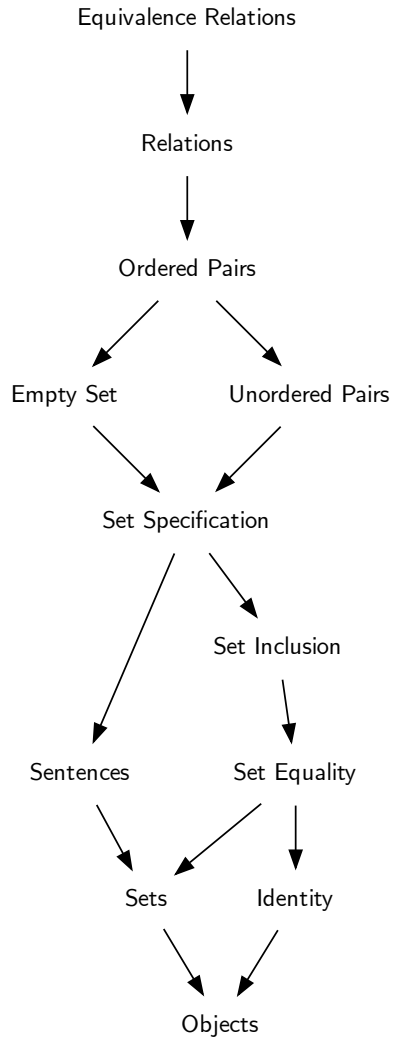 Equivalence Relations
Relations
Ordered Pairs
Empty Set
Unordered Pairs
Set Specification
Set Inclusion
Sentences
Set Equality
Sets
Identity
Objects